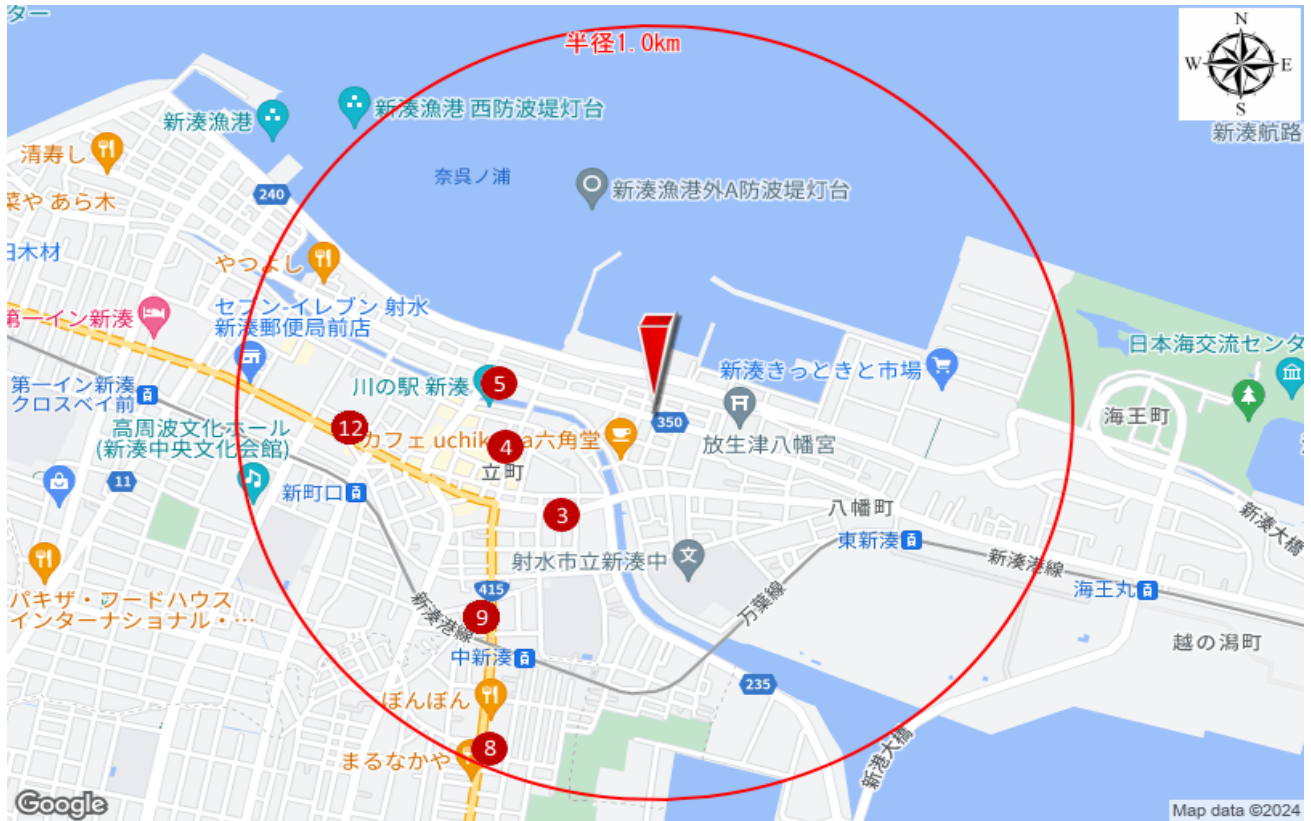 ター
半径1.0km
N
W
E
S
新湊航路
新湊漁港
新湊漁港 西防波堤灯台
清寿し
奈呉ノ浦
新湊漁港外A防波堤灯台
菜や あら木
240
日木材
やつよし
セブン-イレブン 射水
新湊郵便局前店
第一イン新湊
日本海交流センタ
新湊きっときと市場
第一イン新湊
クロスベイ前
川の駅 新湊
5
350
海王町
12
高周波文化ホール
(新湊中央文化会館)
カフェ uchik
a六角堂
放生津八幡宮
4
立町
11
新町口
3
八幡町
新湊大橋
東新湊
射水市立新湊中
新湊港線
415
海王丸
パキザ・フードハウス
インターナショナル・…
新湊港線
9
万葉線
越の潟町
中新湊
235
ぼんぼん
8
まるなかや
新港大橋
Google
Map data ©2024